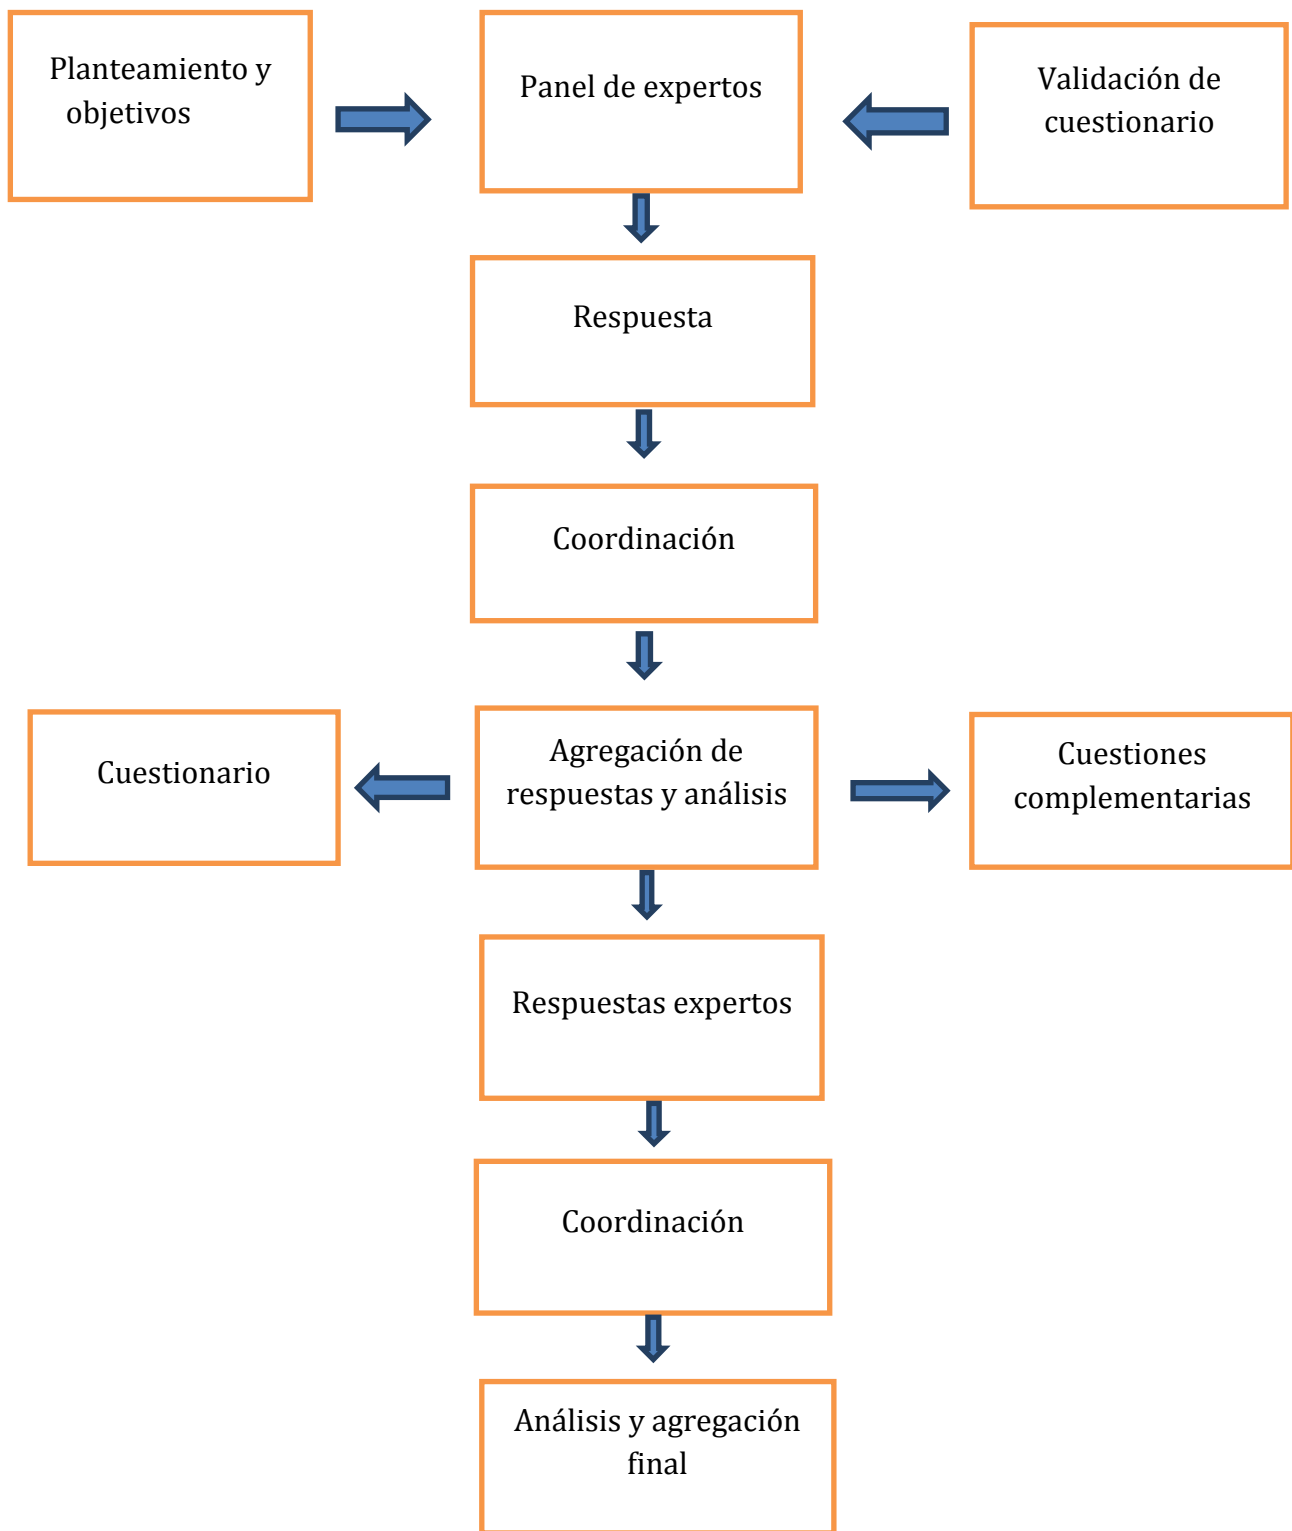 Planteamiento y
objetivos
Panel de expertos
Validación de
cuestionario
Respuesta
Coordinación
Cuestionario
Agregación de
respuestas y análisis
Cuestiones
complementarias
Respuestas expertos
Coordinación
Análisis y agregación
final